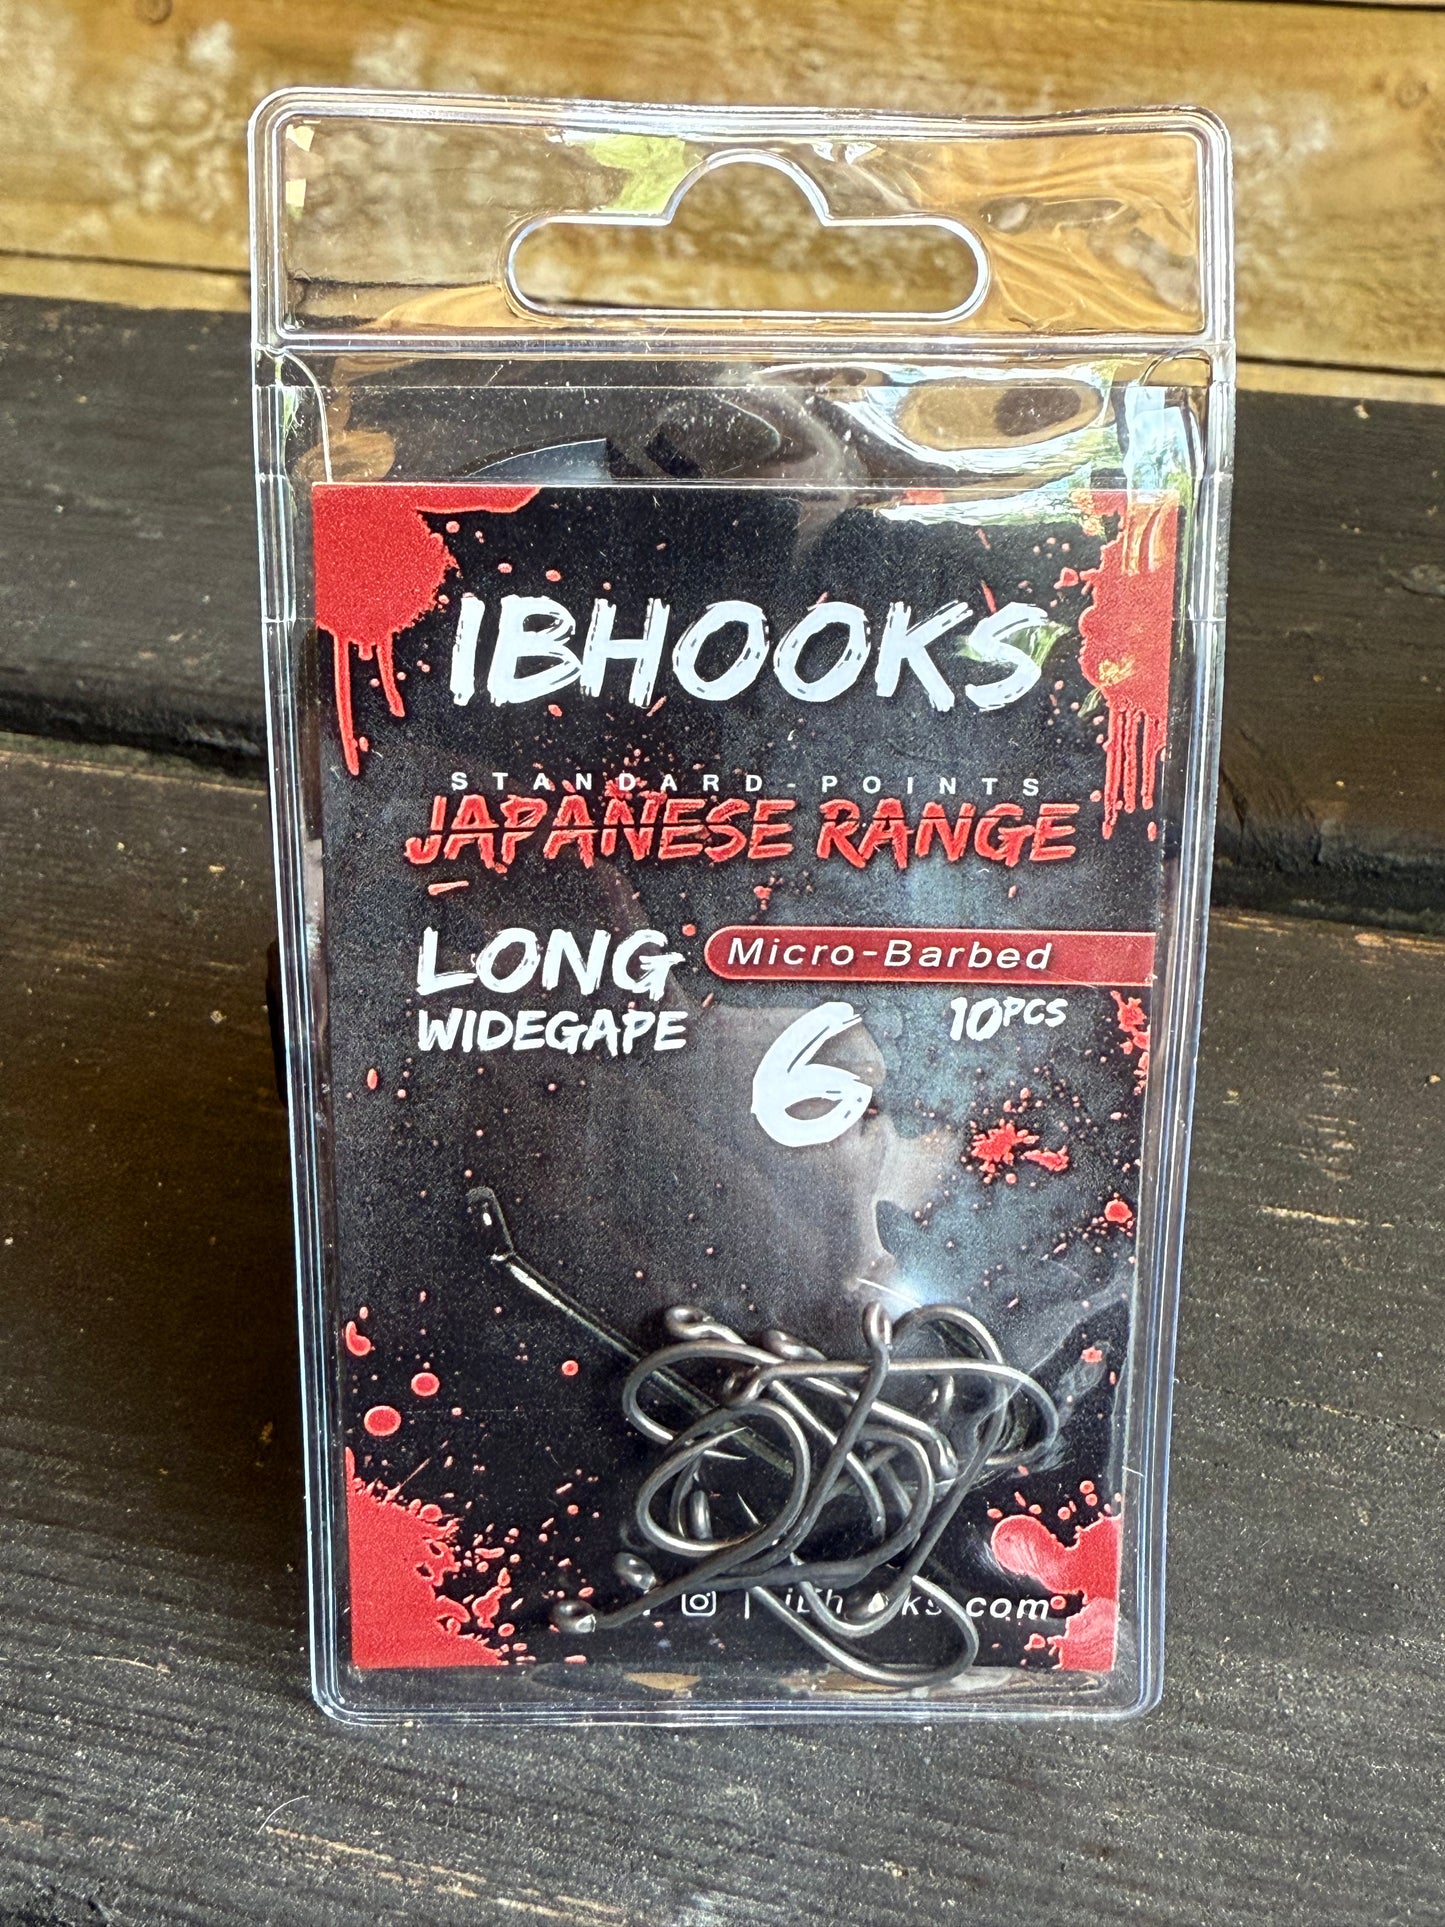 IBHOOKS
STANDARD-POINTS
JAPANESE RANGE
LONG
WIDEGAPE
Micro-Barbed
6
10PCS